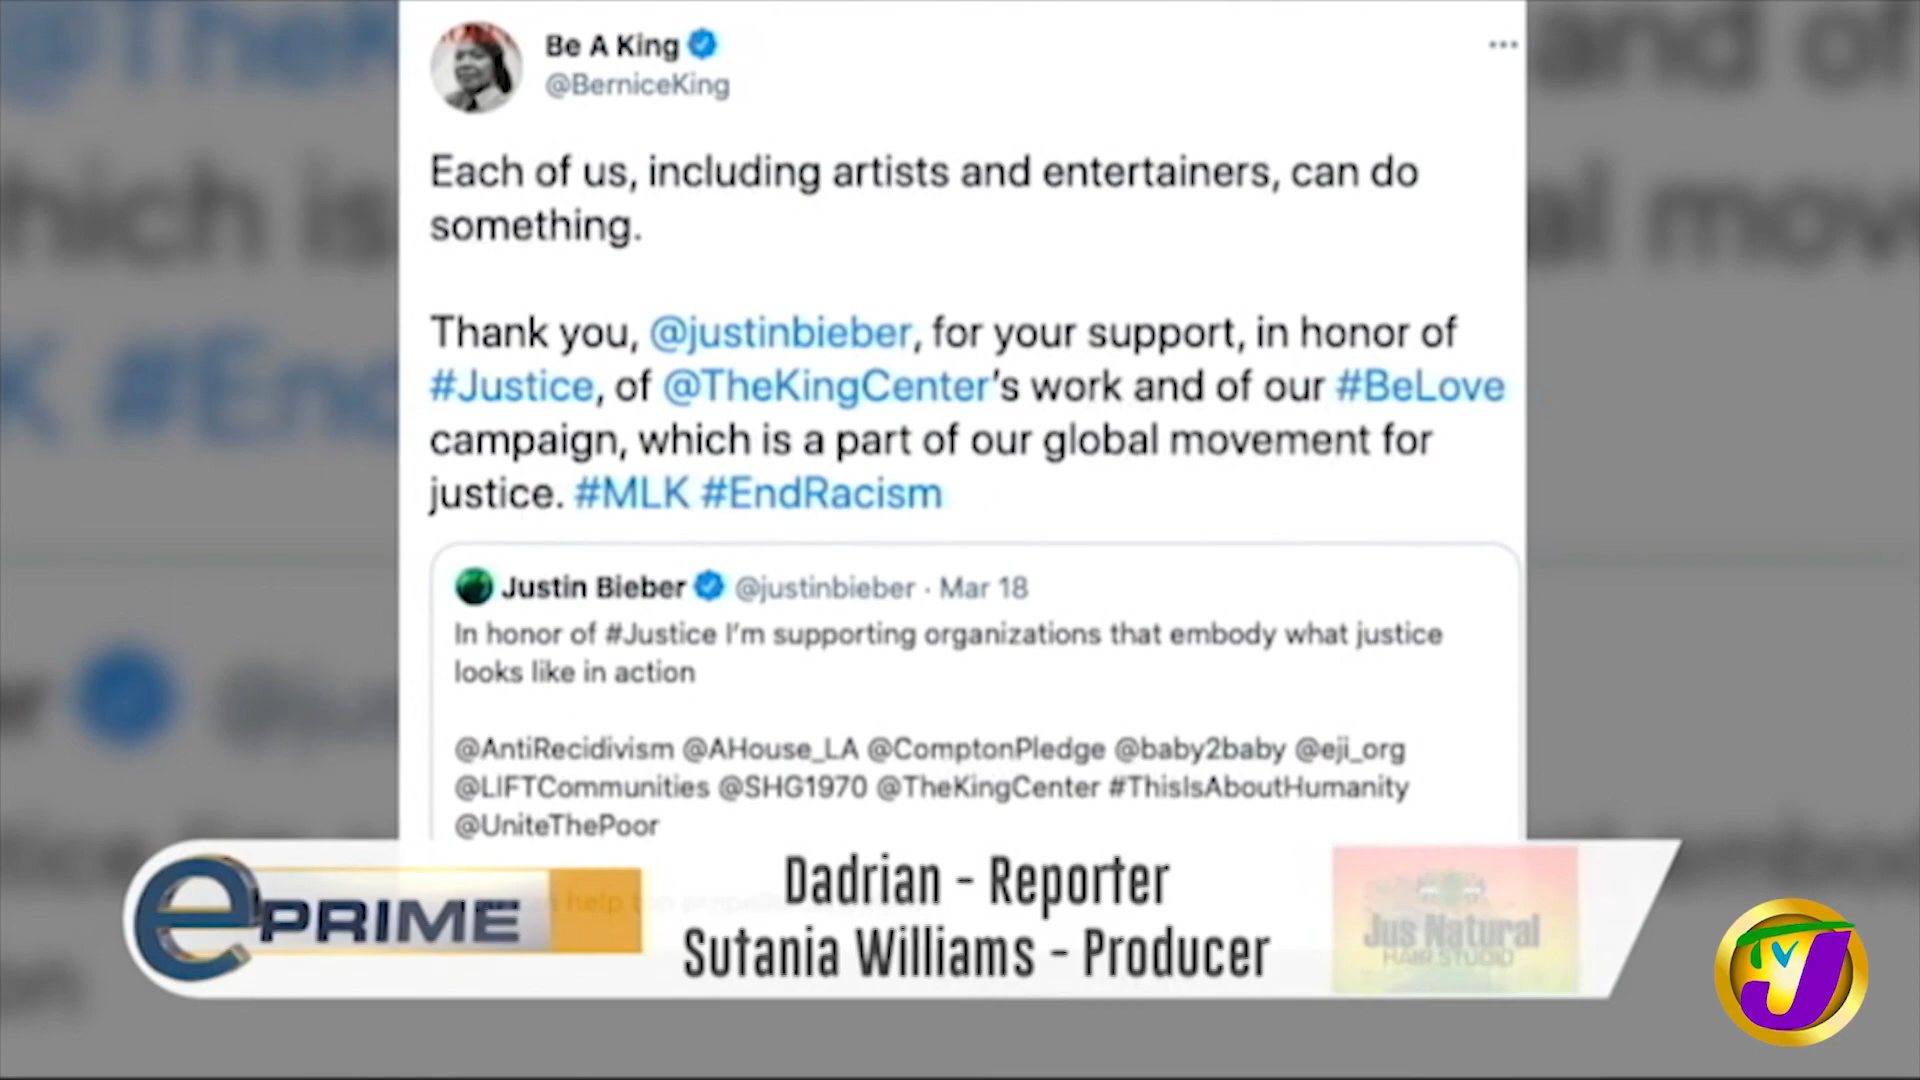 Be A King
@BerniceKing
Each of us, including artists and entertainers, can do
something.
Thank you, @justinbieber, for your support, in honor of
#Justice, of @TheKingCenter's work and of our #BeLove
campaign, which is a part of our global movement for
justice. #MLK #EndRacism
Justin Bieber @justinbieber · Mar 18
In honor of #Justice I'm supporting organizations that embody what justice
looks like in action
@AntiRecidivism @AHouse_LA @ComptonPledge @baby2baby @eji_org
@LIFTCommunities @SHG1970 @TheKingCenter #ThisIsAboutHumanity
@UniteThePoor
ePRIME
Dadrian - Reporter
Sutania Williams - Producer
Jus Natural
HAIR STUDIO
TVJ